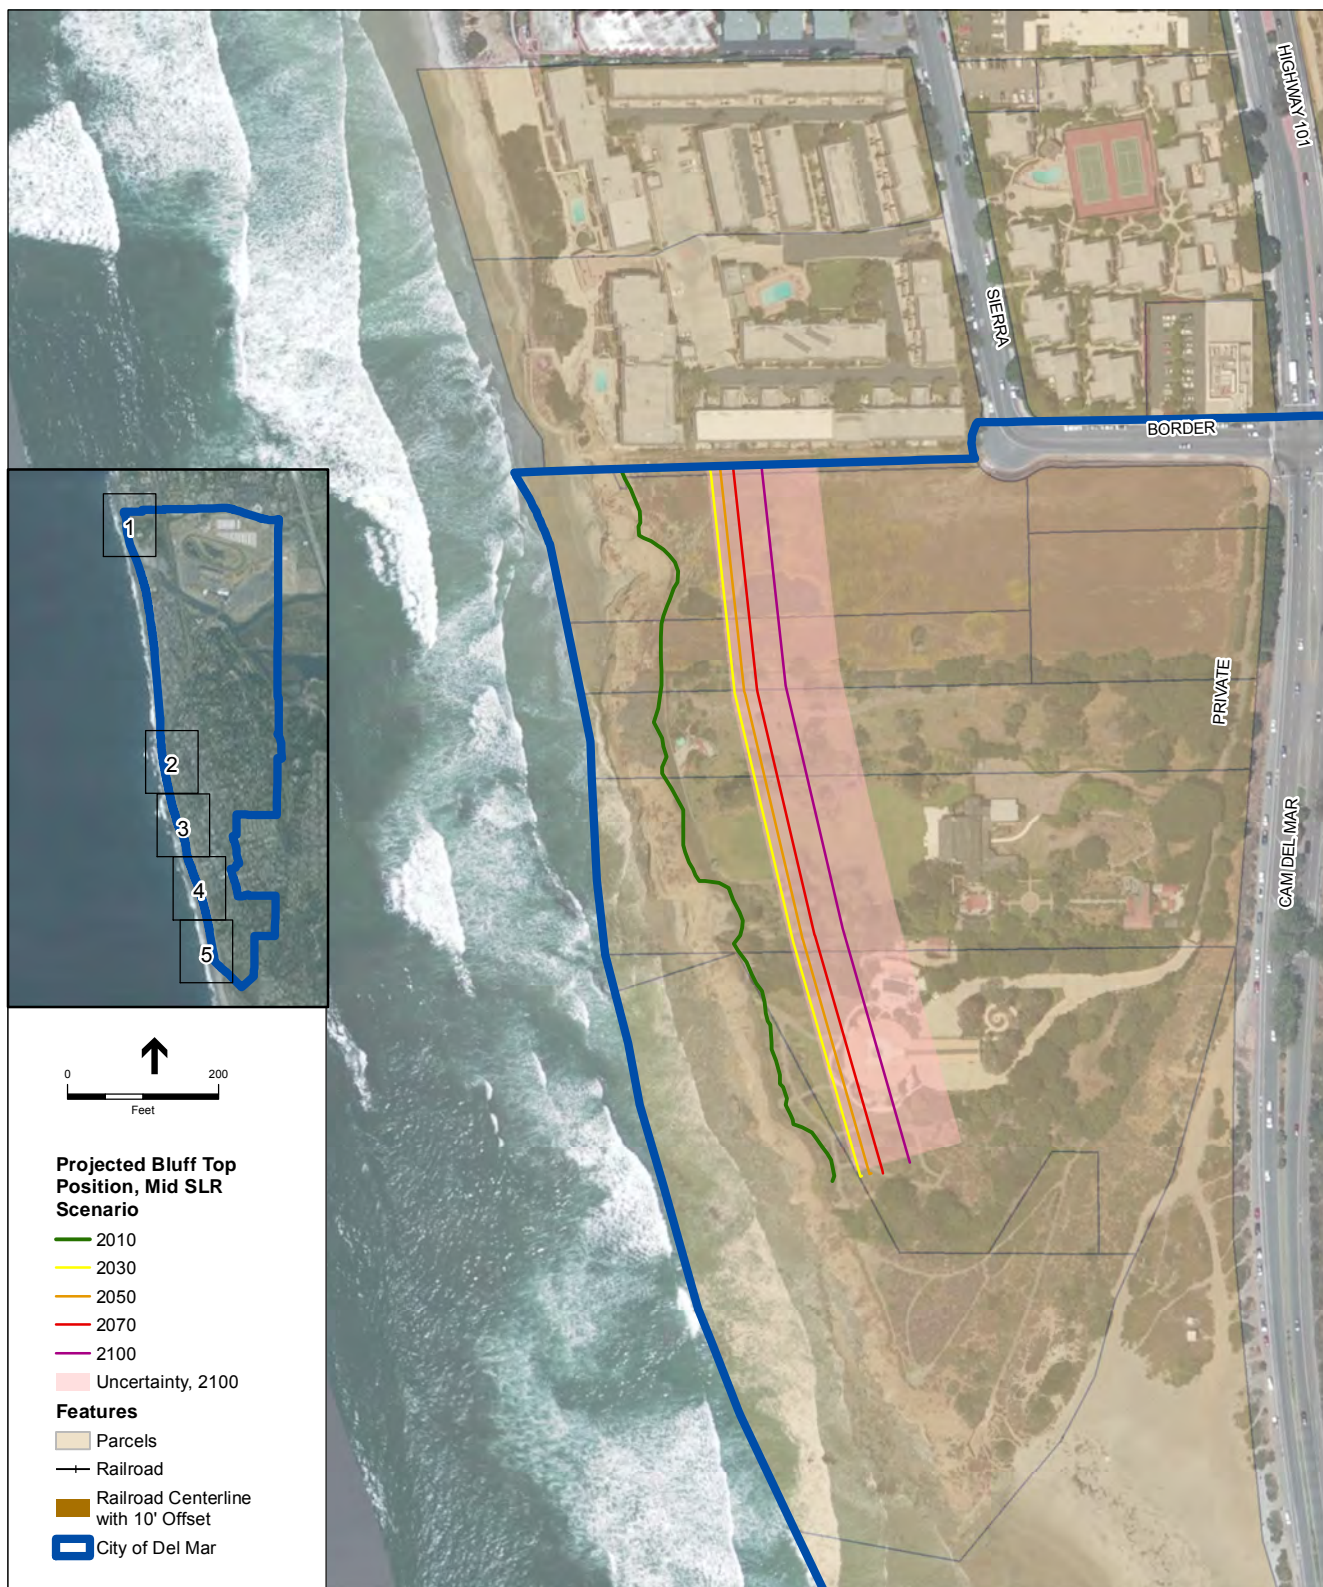 HIGHWAY 101
SIERRA
BORDER
PRIVATE
CAM DEL MAR
1
2
3
4
5
0 200
Feet
Projected Bluff Top
Position, Mid SLR
Scenario
2010
2030
2050
2070
2100
Uncertainty, 2100
Features
Parcels
Railroad
Railroad Centerline
with 10' Offset
City of Del Mar